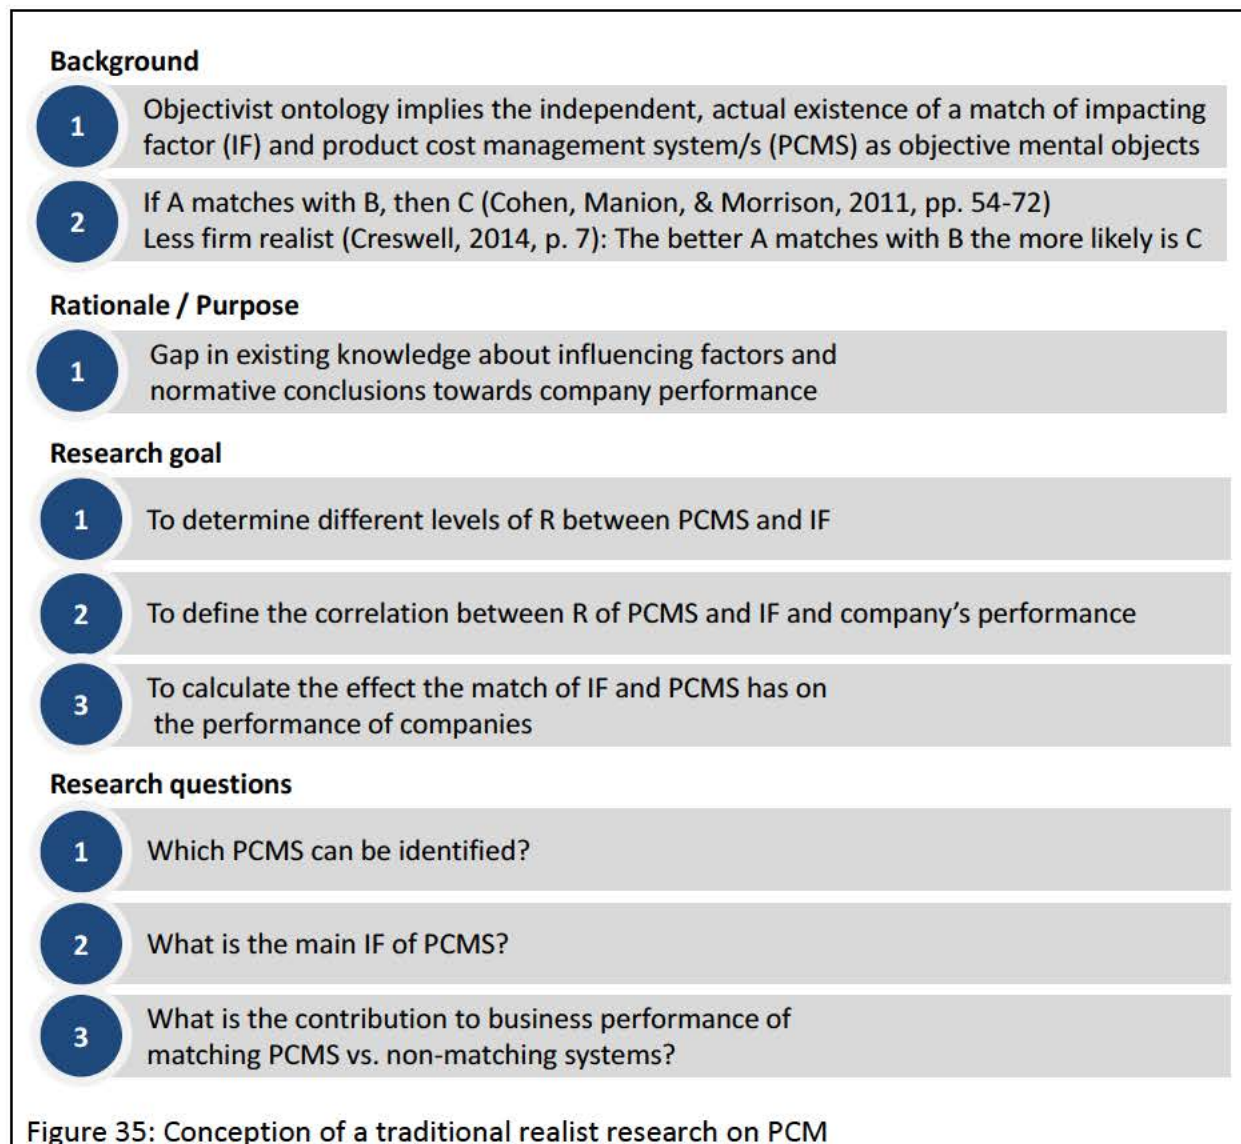 Background
1
Objectivist ontology implies the independent, actual existence of a match of impacting
factor (IF) and product cost management system/s (PCMS) as objective mental objects
2
If A matches with B, then C (Cohen, Manion, & Morrison, 2011, pp. 54-72)
Less firm realist (Creswell, 2014, p. 7): The better A matches with B the more likely is C
Rationale / Purpose
1
Gap in existing knowledge about influencing factors and
normative conclusions towards company performance
Research goal
1
To determine different levels of R between PCMS and IF
2
To define the correlation between R of PCMS and IF and company’s performance
3
To calculate the effect the match of IF and PCMS has on
the performance of companies
Research questions
1
Which PCMS can be identified?
2
What is the main IF of PCMS?
3
What is the contribution to business performance of
matching PCMS vs. non-matching systems?
Figure 35: Conception of a traditional realist research on PCM